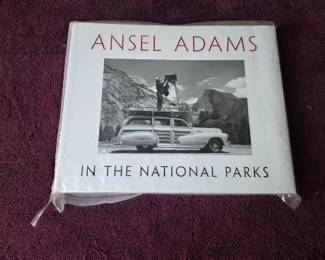 ANSEL ADAMS
IN THE NATIONAL PARKS